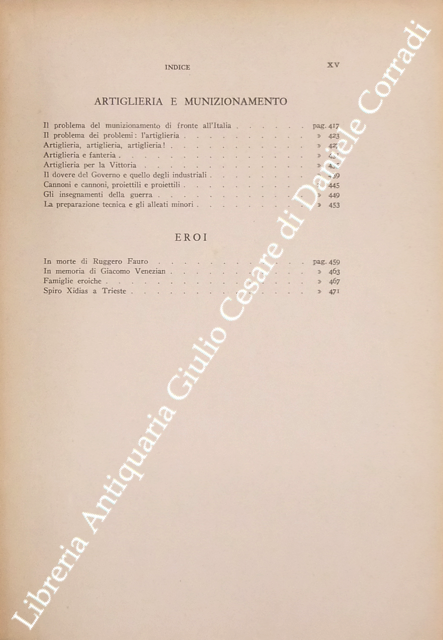 INDICE XV
ARTIGLIERIA E MUNIZIONAMENTO
Il problema del munizionamento di fronte all'Italia . . . . . . pag. 417
Il problema dei problemi: l'artiglieria . . . . . . . . . » 423
Artiglieria, artiglieria, artiglieria! . . . . . . . . . »
Artiglieria e fanteria . . . . . . . . . . . . »
Artiglieria per la Vittoria . . . . . . . . . . »
Il dovere del Governo e quello degli industriali . . . . . . . »
Cannoni e cannoni, proiettili e proiettili . . . . . . . . » 445
Gli insegnamenti della guerra . . . . . . . . . » 449
La preparazione tecnica e gli alleati minori . . . . . . . » 453
EROI
In morte di Ruggero Fauro . . . . . . . . . pag. 459
In memoria di Giacomo Venezian . . . . . . . . » 463
Famiglie eroiche . . . . . . . . . . . . » 467
Spiro Xidias a Trieste . . . . . . . . . . . » 471
Libreria Antiquaria Giulio Cesare di Daniele Corradi